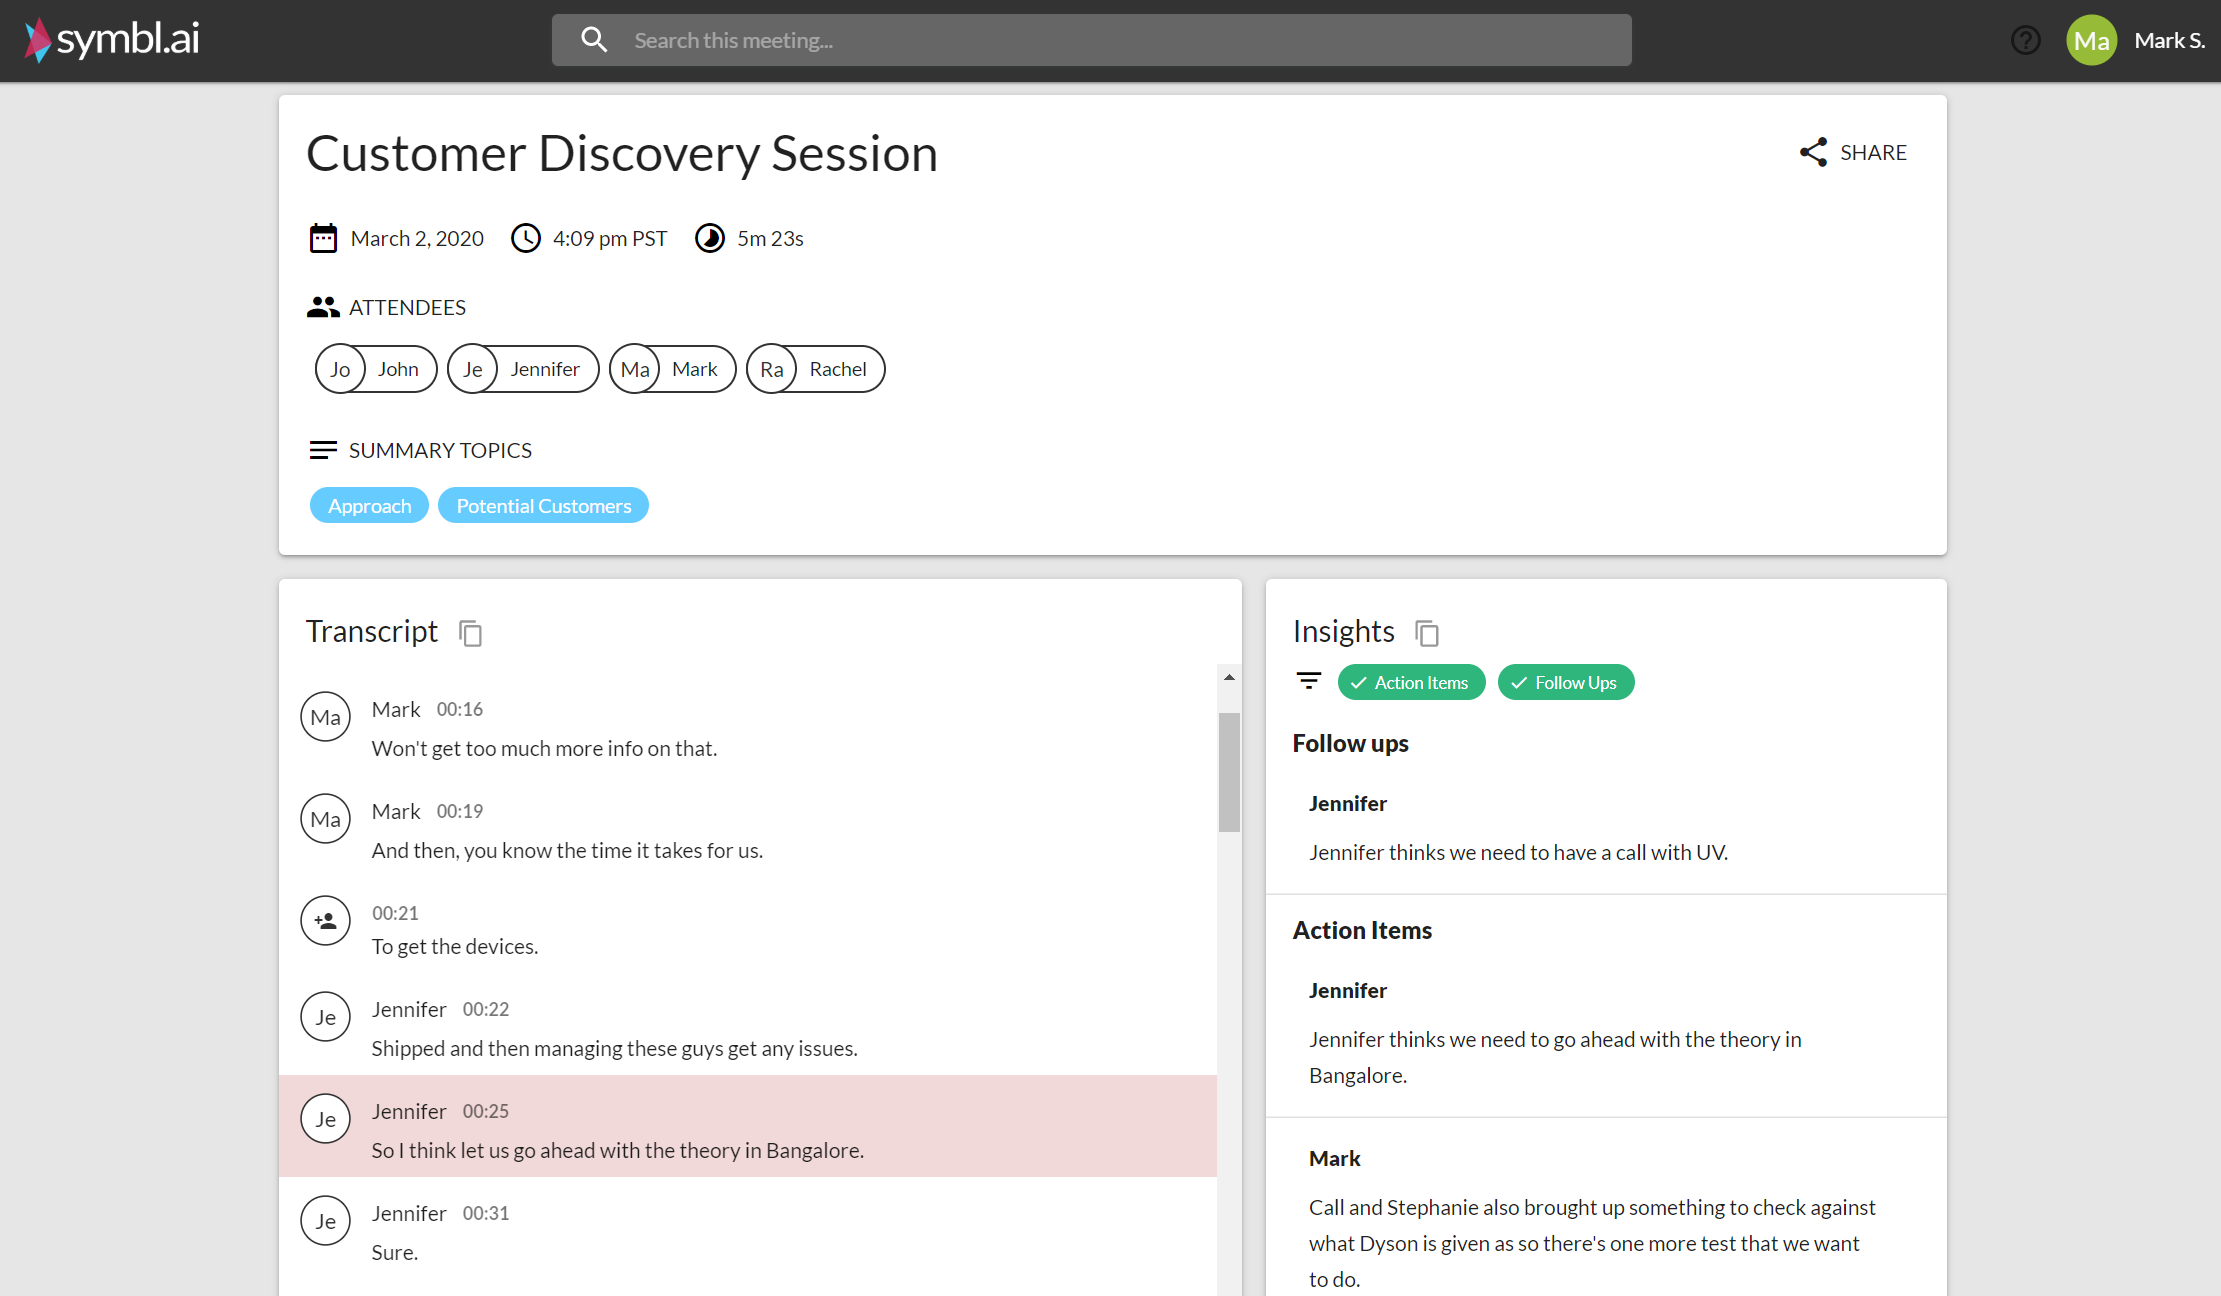 symbl.ai
Search this meeting...
Ma
Mark S.
Customer Discovery Session
SHARE
March 2, 2020
4:09 pm PST
5m 23s
ATTENDEES
Jo John
Je Jennifer
Ma Mark
Ra Rachel
SUMMARY TOPICS
Approach
Potential Customers
Transcript
Ma
Mark 00:16
Won't get too much more info on that.
Ma
Mark 00:19
And then, you know the time it takes for us.
00:21
To get the devices.
Je
Jennifer 00:22
Shipped and then managing these guys get any issues.
Je
Jennifer 00:25
So I think let us go ahead with the theory in Bangalore.
Je
Jennifer 00:31
Sure.
Insights
Action Items
Follow Ups
Follow ups
Jennifer
Jennifer thinks we need to have a call with UV.
Action Items
Jennifer
Jennifer thinks we need to go ahead with the theory in
Bangalore.
Mark
Call and Stephanie also brought up something to check against
what Dyson is given as so there's one more test that we want
to do.